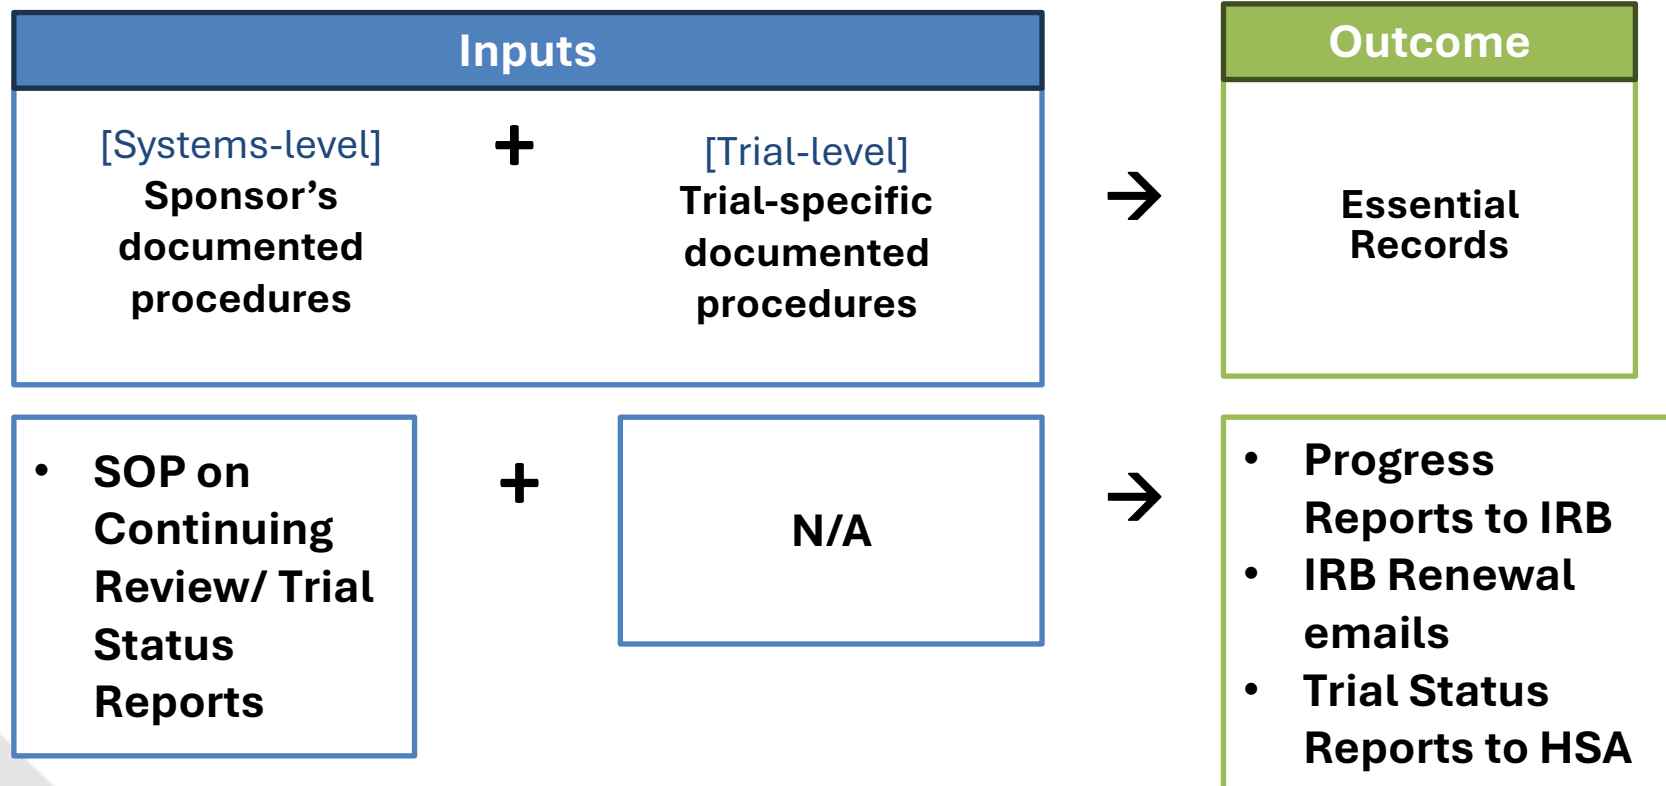 Inputs
Outcome
[Systems-level]
Sponsor’s
documented
procedures
+
[Trial-level]
Trial-specific
documented
procedures
→
Essential
Records
• SOP on
Continuing
Review/ Trial
Status
Reports
+
N/A
→
• Progress
Reports to IRB
• IRB Renewal
emails
• Trial Status
Reports to HSA